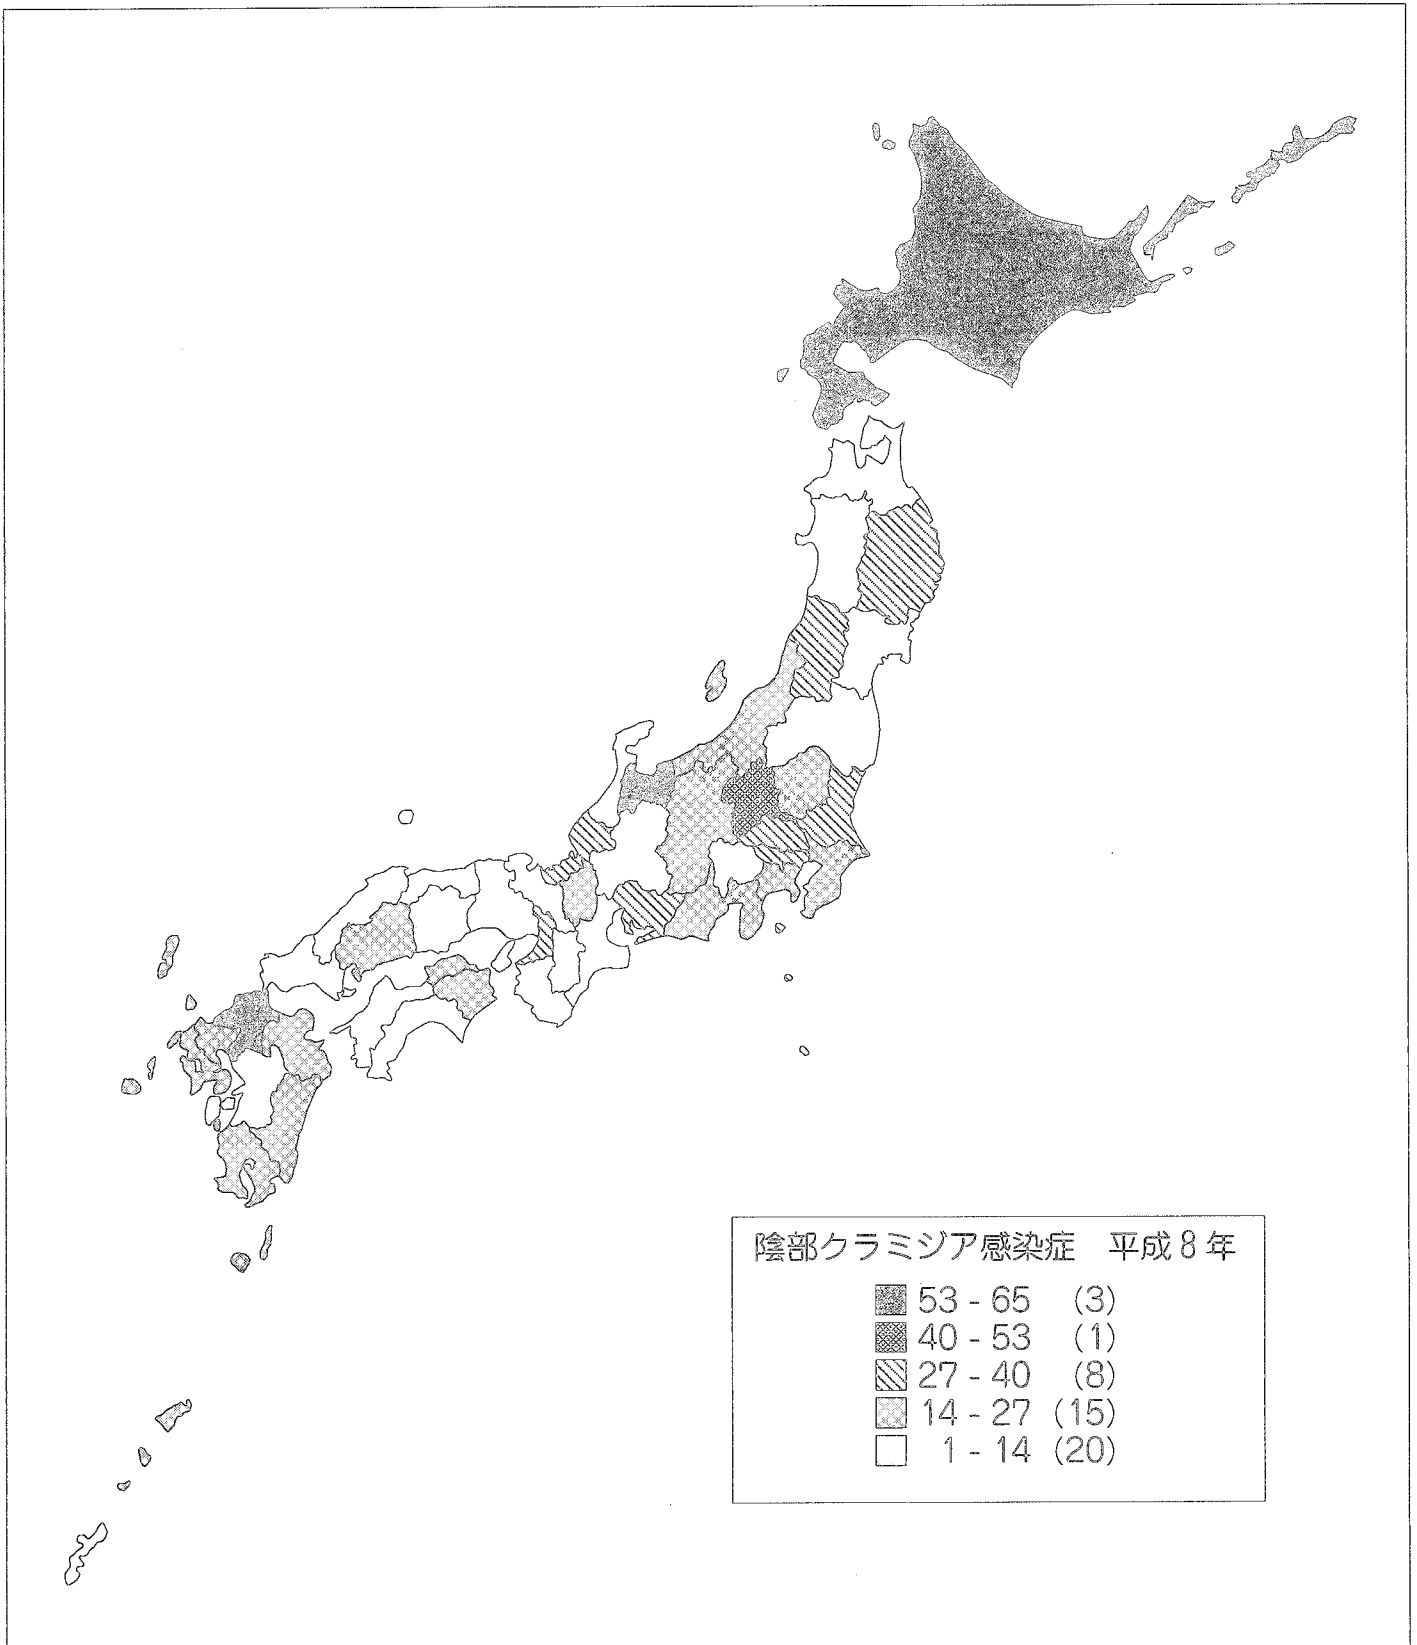 陰部クラミジア感染症　平成8年
53 - 65 (3)
40 - 53 (1)
27 - 40 (8)
14 - 27 (15)
1 - 14 (20)